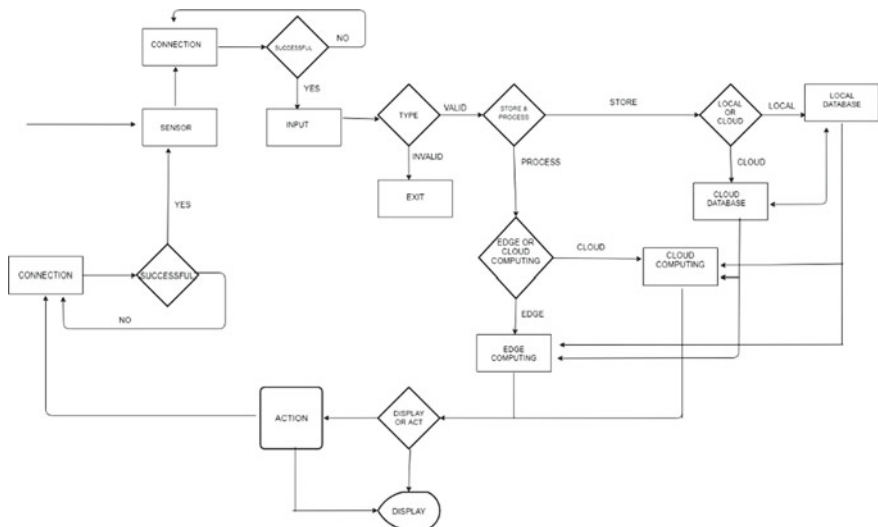 CONNECTION
SUCCESSFUL
NO
YES
SENSOR
INPUT
TYPE
VALID
INVALID
EXIT
STORE &
PROCESS
STORE
PROCESS
LOCAL
OR
CLOUD
LOCAL
LOCAL
DATABASE
CLOUD
CLOUD
DATABASE
YES
CONNECTION
SUCCESSFUL
NO
EDGE OR
CLOUD
COMPUTING
CLOUD
CLOUD
COMPUTING
EDGE
EDGE
COMPUTING
ACTION
DISPLAY
OR ACT
DISPLAY